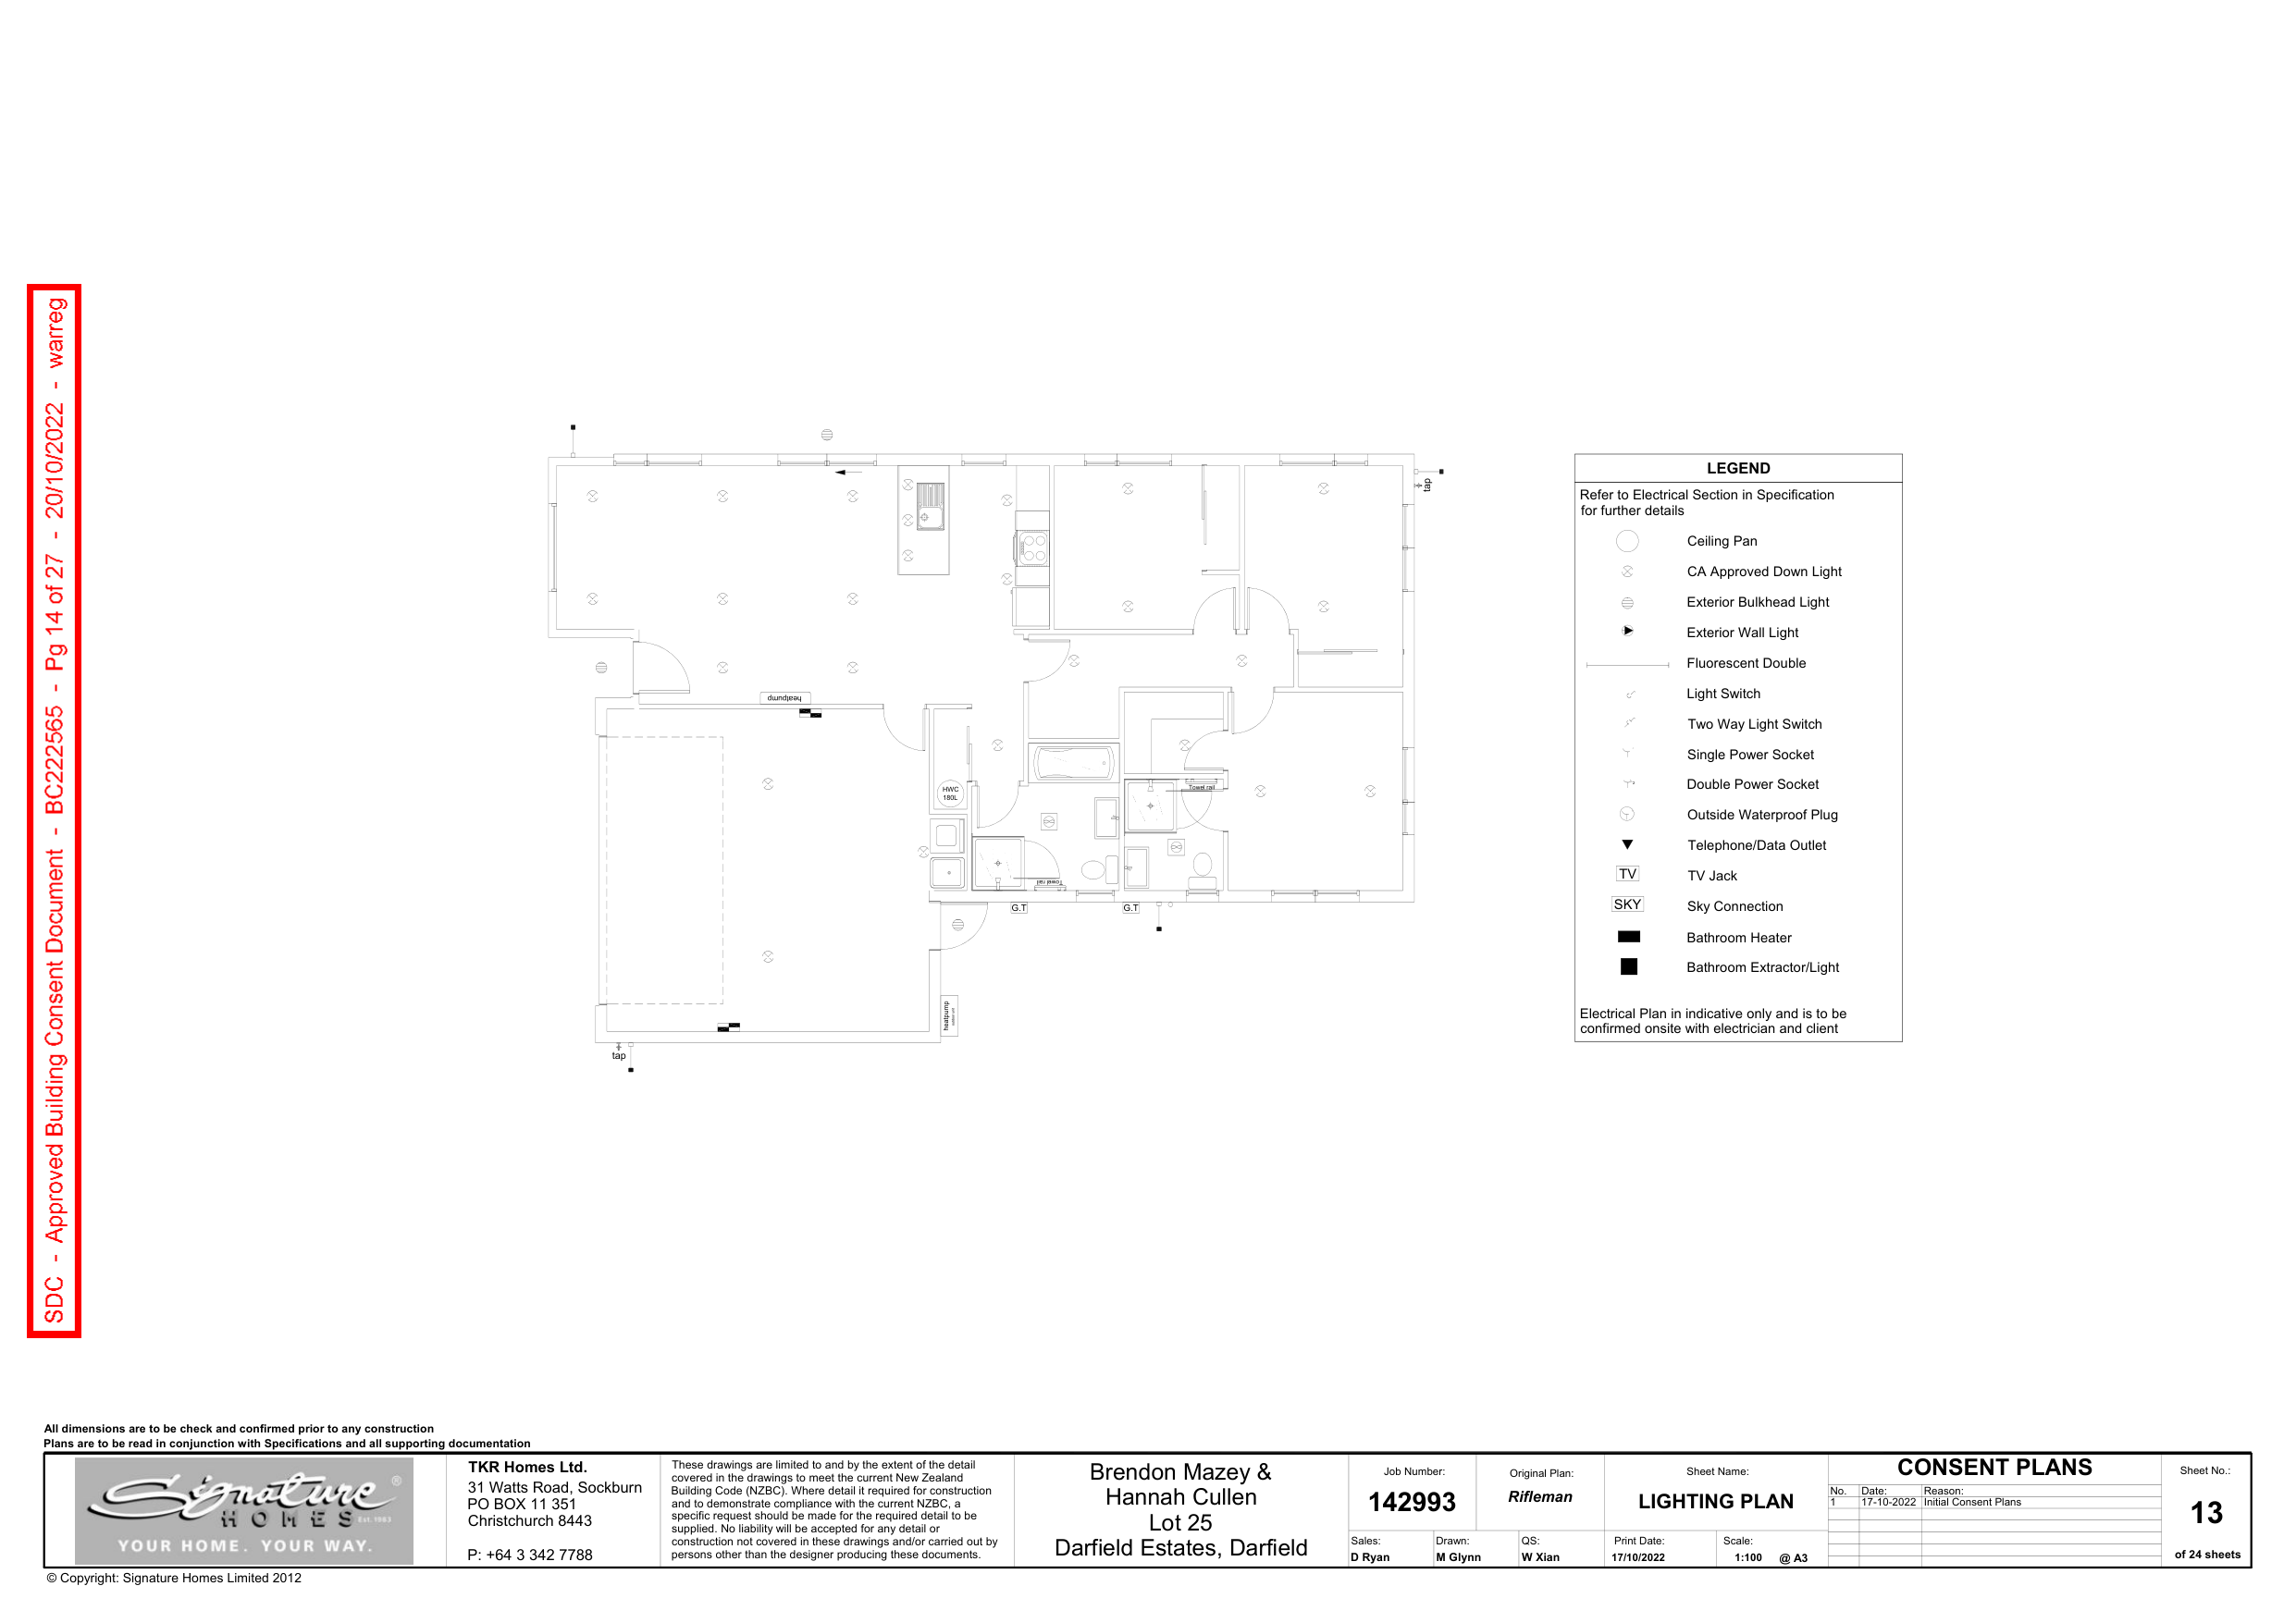 SDC - Approved Building Consent Document - BC222565 - Pg 14 of 27 - 20/10/2022 - warreg
tap
heatpump
HWC
180L
Towel rail
Towel rail
G.T
G.T
heatpump
tap
LEGEND
Refer to Electrical Section in Specification
for further details
Ceiling Pan
CA Approved Down Light
Exterior Bulkhead Light
Exterior Wall Light
Fluorescent Double
Light Switch
Two Way Light Switch
Single Power Socket
Double Power Socket
Outside Waterproof Plug
Telephone/Data Outlet
TV TV Jack
SKY Sky Connection
Bathroom Heater
Bathroom Extractor/Light
Electrical Plan in indicative only and is to be
confirmed onsite with electrician and client
All dimensions are to be check and confirmed prior to any construction
Plans are to be read in conjunction with Specifications and all supporting documentation
Signature ®
HOMES Est. 1983
YOUR HOME. YOUR WAY.
TKR Homes Ltd.
31 Watts Road, Sockburn
PO BOX 11 351
Christchurch 8443
P: +64 3 342 7788
These drawings are limited to and by the extent of the detail
covered in the drawings to meet the current New Zealand
Building Code (NZBC). Where detail it required for construction
and to demonstrate compliance with the current NZBC, a
specific request should be made for the required detail to be
supplied. No liability will be accepted for any detail or
construction not covered in these drawings and/or carried out by
persons other than the designer producing these documents.
Brendon Mazey &
Hannah Cullen
Lot 25
Darfield Estates, Darfield
Job Number:
142993
Original Plan:
Rifleman
Sheet Name:
LIGHTING PLAN
Sales:
D Ryan
Drawn:
M Glynn
QS:
W Xian
Print Date:
17/10/2022
Scale:
1:100 @ A3
CONSENT PLANS
No. Date: Reason:
1 17-10-2022 Initial Consent Plans
Sheet No.:
13
of 24 sheets
© Copyright: Signature Homes Limited 2012